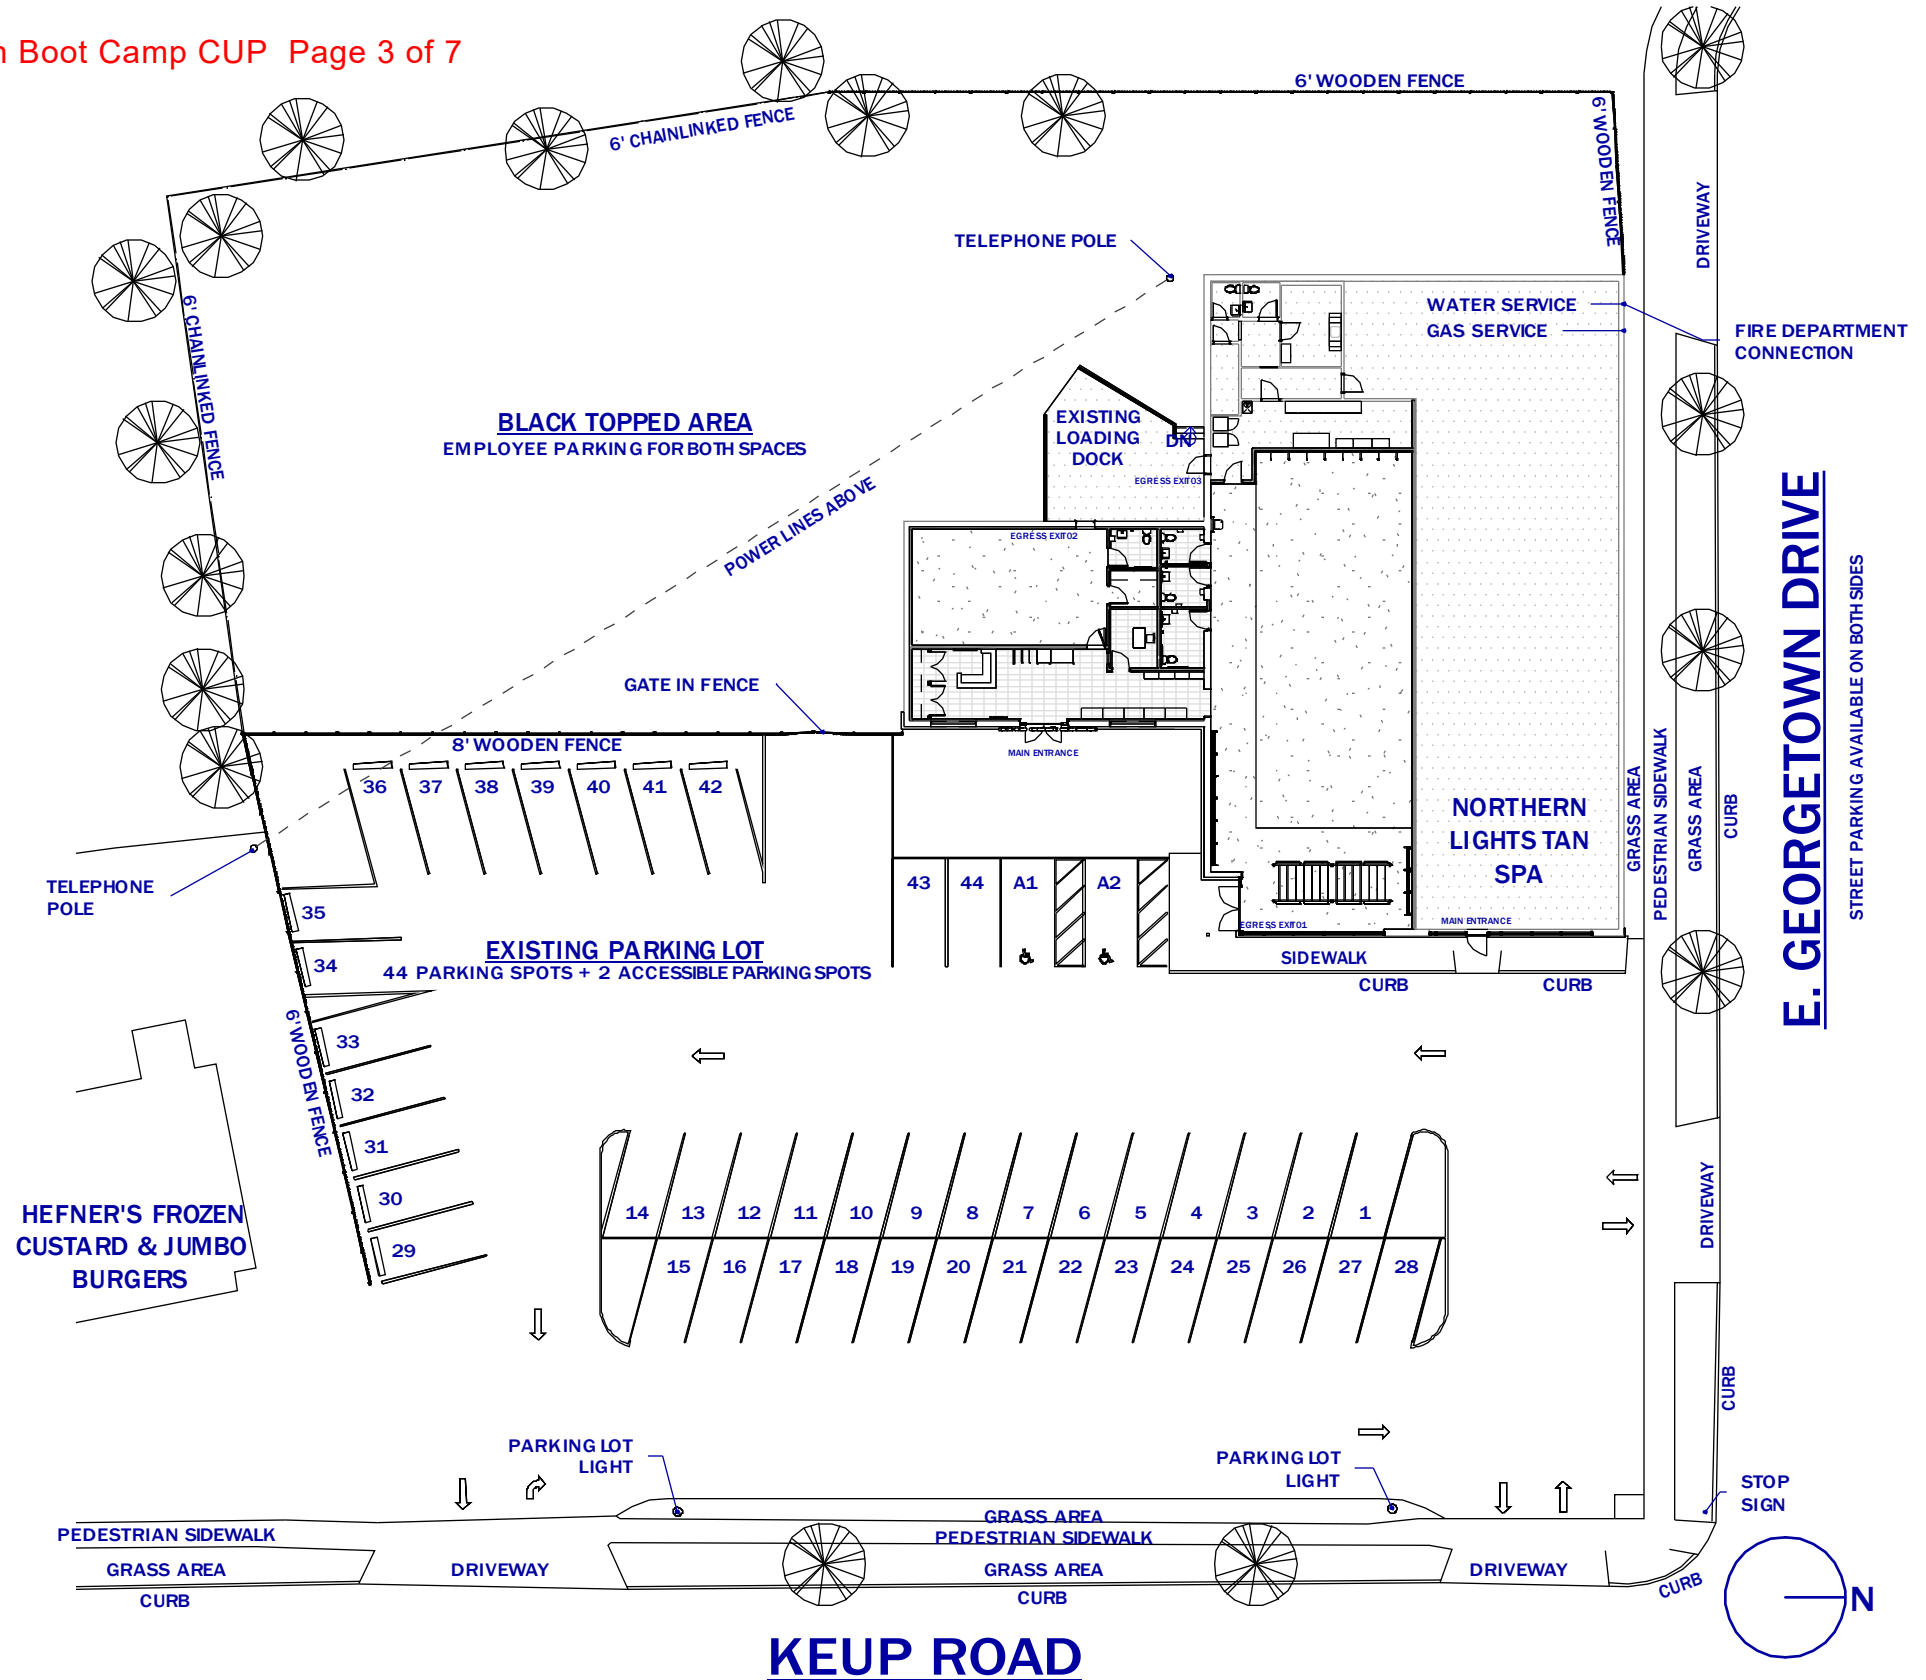 n Boot Camp CUP Page 3 of 7
6' WOODEN FENCE
6' CHAINLINKED FENCE
6' WOODEN FENCE
DRIVEWAY
TELEPHONE POLE
6' CHAINLINKED FENCE
WATER SERVICE
GAS SERVICE
FIRE DEPARTMENT
CONNECTION
BLACK TOPPED AREA
EMPLOYEE PARKING FOR BOTH SPACES
EXISTING
LOADING
DOCK
DN
EGRESS EXIT03
POWER LINES ABOVE
EGRESS EXIT02
E. GEORGETOWN DRIVE
STREET PARKING AVAILABLE ON BOTH SIDES
GATE IN FENCE
8' WOODEN FENCE
MAIN ENTRANCE
36 37 38 39 40 41 42
NORTHERN
LIGHTS TAN
SPA
GRASS AREA
PEDESTRIAN SIDEWALK
GRASS AREA
CURB
TELEPHONE
POLE
43 44 A1 A2
35
34
EXISTING PARKING LOT
44 PARKING SPOTS + 2 ACCESSIBLE PARKING SPOTS
EGRESS EXIT01
MAIN ENTRANCE
SIDEWALK
CURB
CURB
6' WOODEN FENCE
33
32
31
30
29
HEFNER'S FROZEN
CUSTARD & JUMBO
BURGERS
14 13 12 11 10 9 8 7 6 5 4 3 2 1
15 16 17 18 19 20 21 22 23 24 25 26 27 28
DRIVEWAY
CURB
PARKING LOT
LIGHT
PARKING LOT
LIGHT
STOP
SIGN
GRASS AREA
PEDESTRIAN SIDEWALK
PEDESTRIAN SIDEWALK
GRASS AREA
DRIVEWAY
GRASS AREA
DRIVEWAY
CURB
CURB
CURB
N
KEUP ROAD